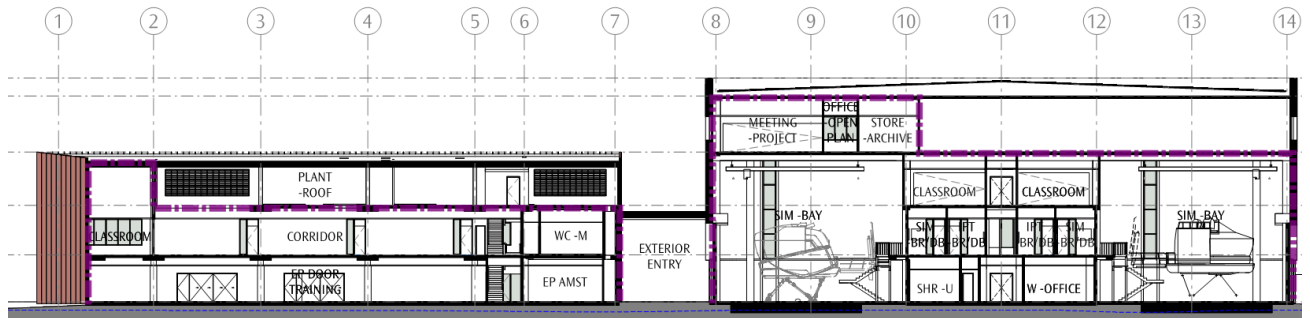 1 2 3 4 5 6 7 8 9 10 11 12 13 14
OFFICE
MEETING OPEN STORE
-PROJECT PLAN -ARCHIVE
PLANT
-ROOF
CLASSROOM CLASSROOM
SIM -BAY SIM -BAY
CLASSROOM CORRIDOR WC -M
SIM IPT IPT SIM
-BR/DB -BR/DB -BR/DB -BR/DB
EXTERIOR
ENTRY
EP DOOR
TRAINING
EP AMST
SHR -U W -OFFICE